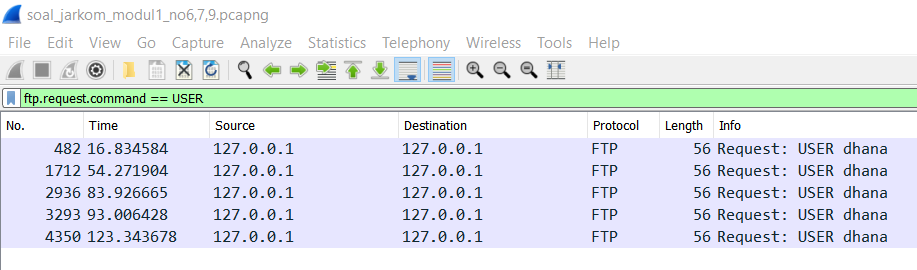 soal_jarkom_modul1_no6,7,9.pcapng
File Edit View Go Capture Analyze Statistics Telephony Wireless Tools Help
ftp.request.command == USER
No. Time Source Destination Protocol Length Info
482 16.834584 127.0.0.1 127.0.0.1 FTP 56 Request: USER dhana
1712 54.271904 127.0.0.1 127.0.0.1 FTP 56 Request: USER dhana
2936 83.926665 127.0.0.1 127.0.0.1 FTP 56 Request: USER dhana
3293 93.006428 127.0.0.1 127.0.0.1 FTP 56 Request: USER dhana
4350 123.343678 127.0.0.1 127.0.0.1 FTP 56 Request: USER dhana